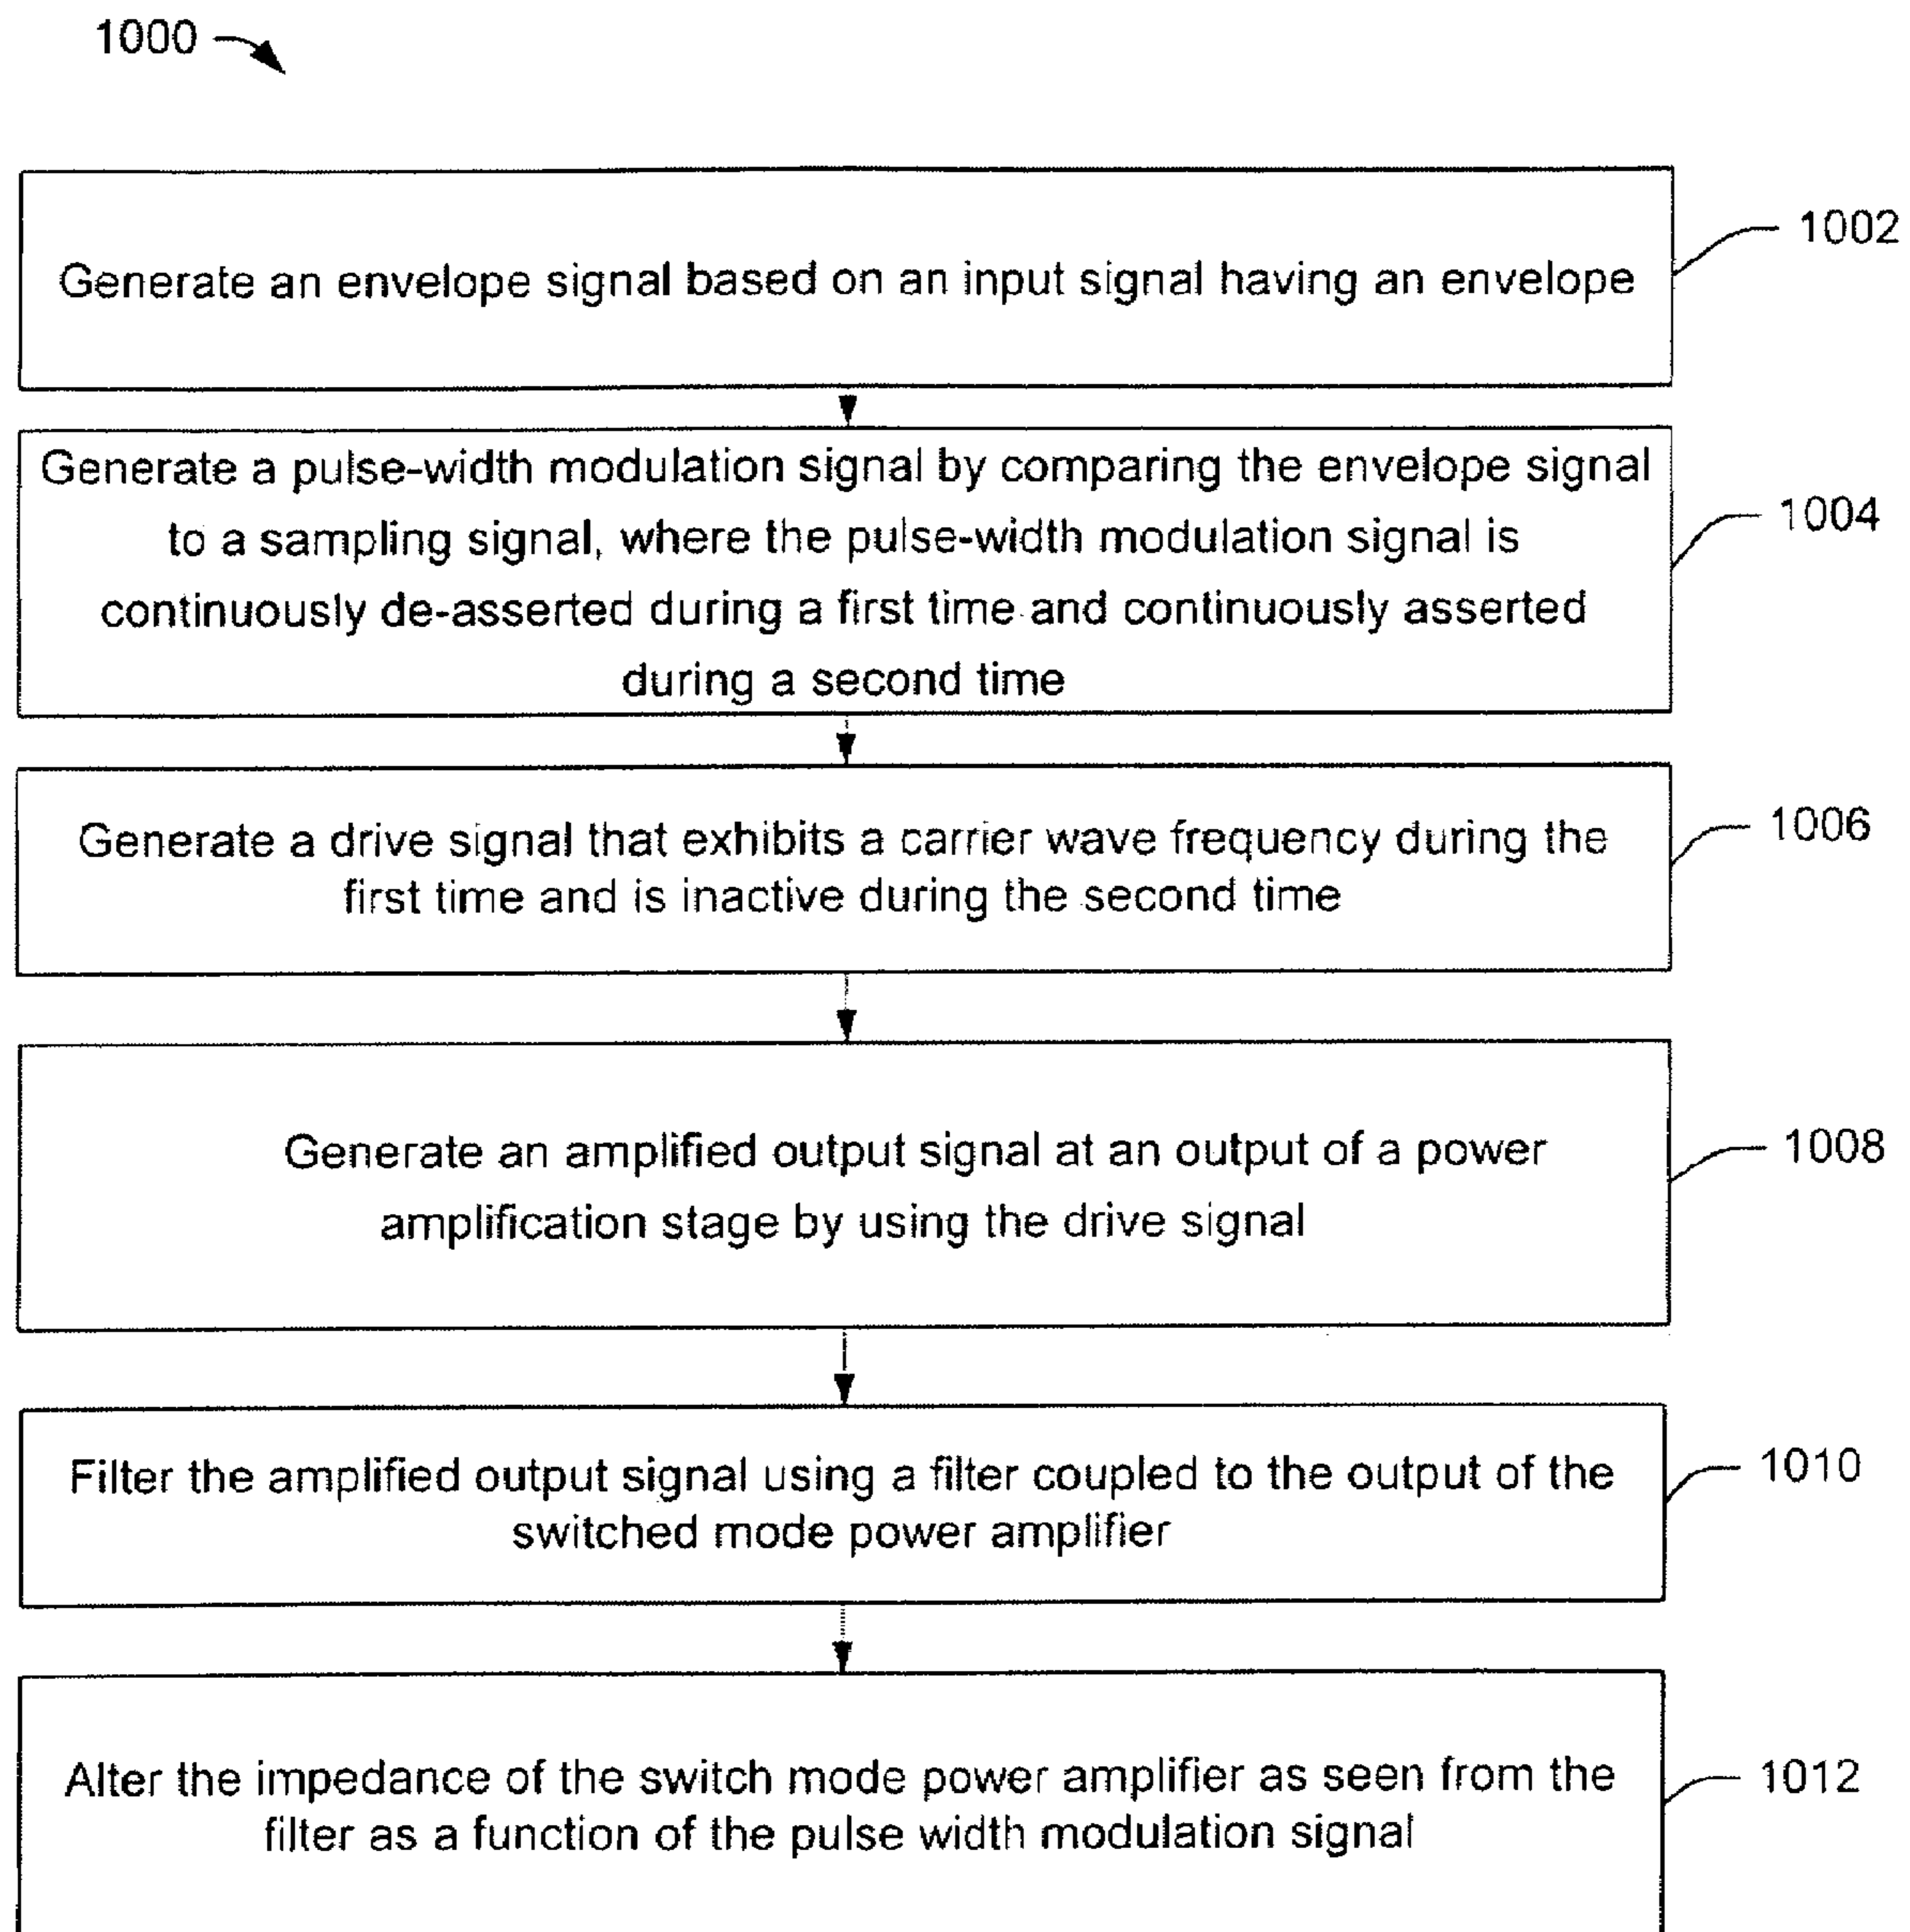 1000
Generate an envelope signal based on an input signal having an envelope
1002
Generate a pulse-width modulation signal by comparing the envelope signal
to a sampling signal, where the pulse-width modulation signal is
continuously de-asserted during a first time and continuously asserted
during a second time
1004
Generate a drive signal that exhibits a carrier wave frequency during the
first time and is inactive during the second time
1006
Generate an amplified output signal at an output of a power
amplification stage by using the drive signal
1008
Filter the amplified output signal using a filter coupled to the output of the
switched mode power amplifier
1010
Alter the impedance of the switch mode power amplifier as seen from the
filter as a function of the pulse width modulation signal
1012